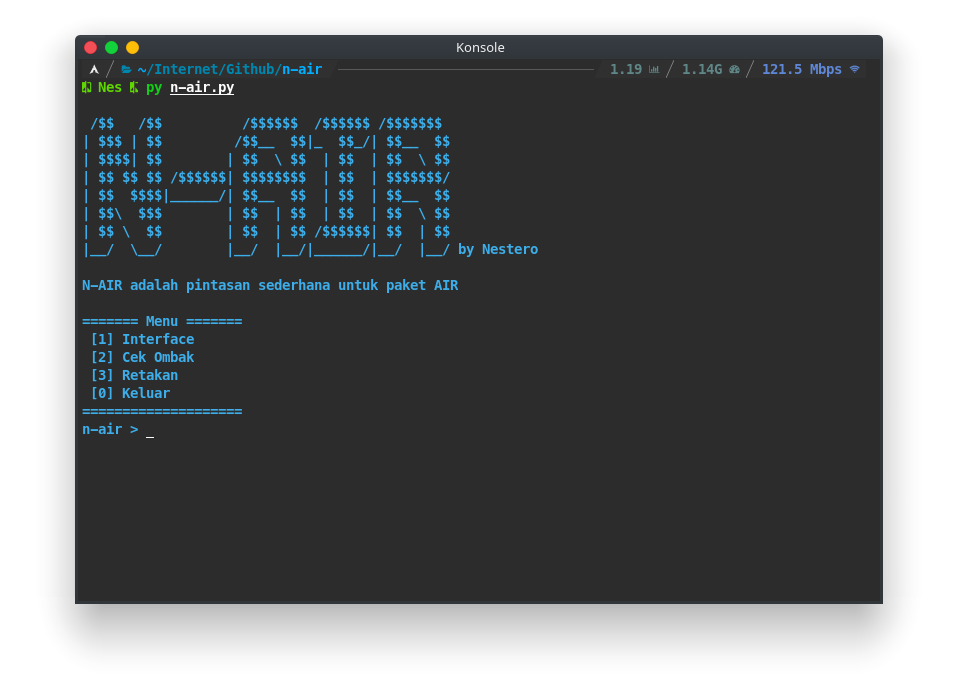 Konsole
~/Internet/Github/n-air 1.19 1.14G 121.5 Mbps
Nes py n-air.py
 /$$   /$$          /$$$$$$  /$$$$$$ /$$$$$$$
| $$$ | $$         /$$__  $$|_  $$_/| $$__  $$
| $$$$| $$        | $$  \ $$  | $$  | $$  \ $$
| $$ $$ $$ /$$$$$$| $$$$$$$$  | $$  | $$$$$$$/
| $$  $$$$|______/| $$__  $$  | $$  | $$__  $$
| $$\  $$$        | $$  | $$  | $$  | $$  \ $$
| $$ \  $$        | $$  | $$ /$$$$$$| $$  | $$
|__/  \__/        |__/  |__/|______/|__/  |__/ by Nestero
N-AIR adalah pintasan sederhana untuk paket AIR
======= Menu =======
[1] Interface
[2] Cek Ombak
[3] Retakan
[0] Keluar
====================
n-air > _